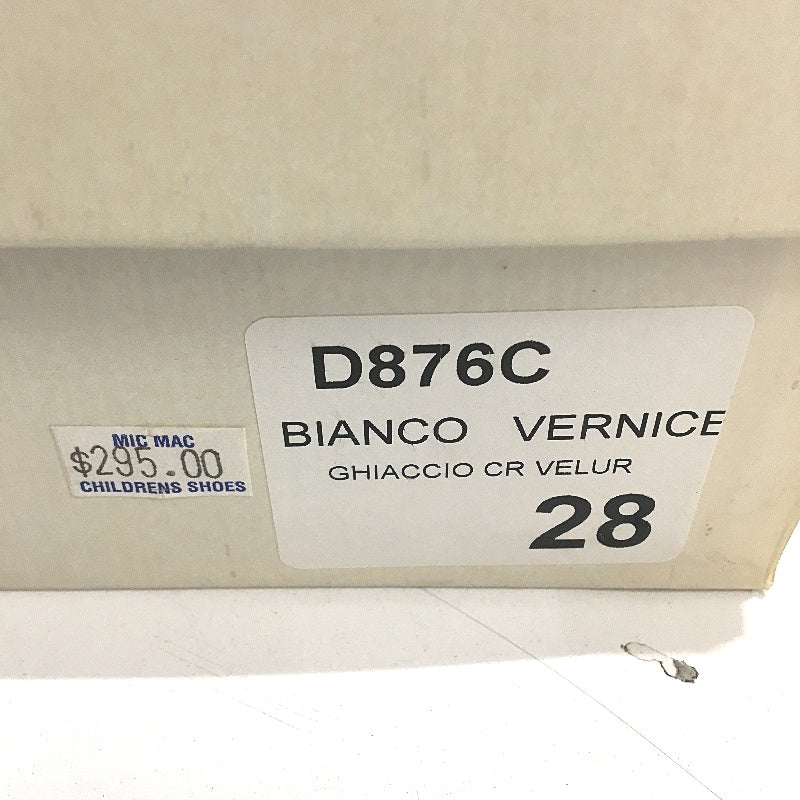 D876C
BIANCO VERNICE
GHIACCIO CR VELUR
28
MIC MAC
$295.00
CHILDRENS SHOES